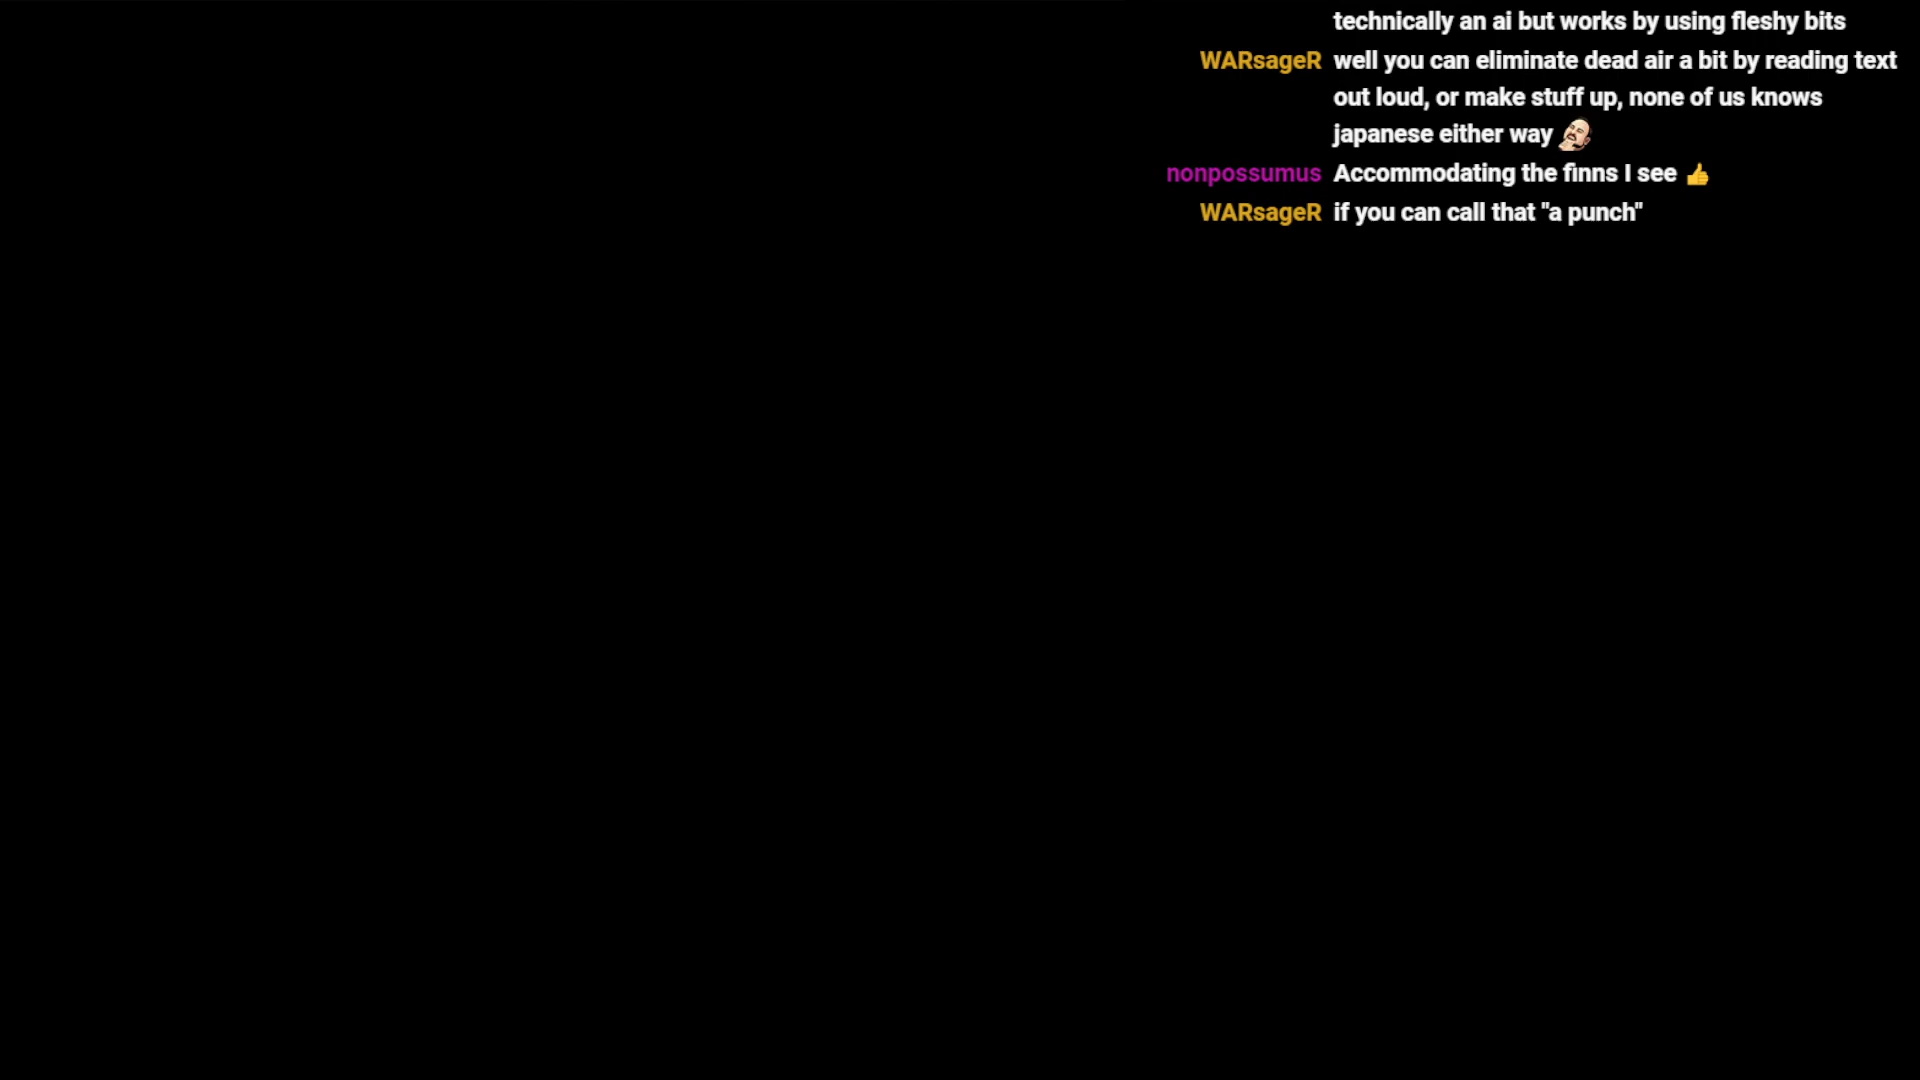 technically an ai but works by using fleshy bits
WARsageR well you can eliminate dead air a bit by reading text
out loud, or make stuff up, none of us knows
japanese either way
nonpossumus Accommodating the finns I see 👍
WARsageR if you can call that "a punch"